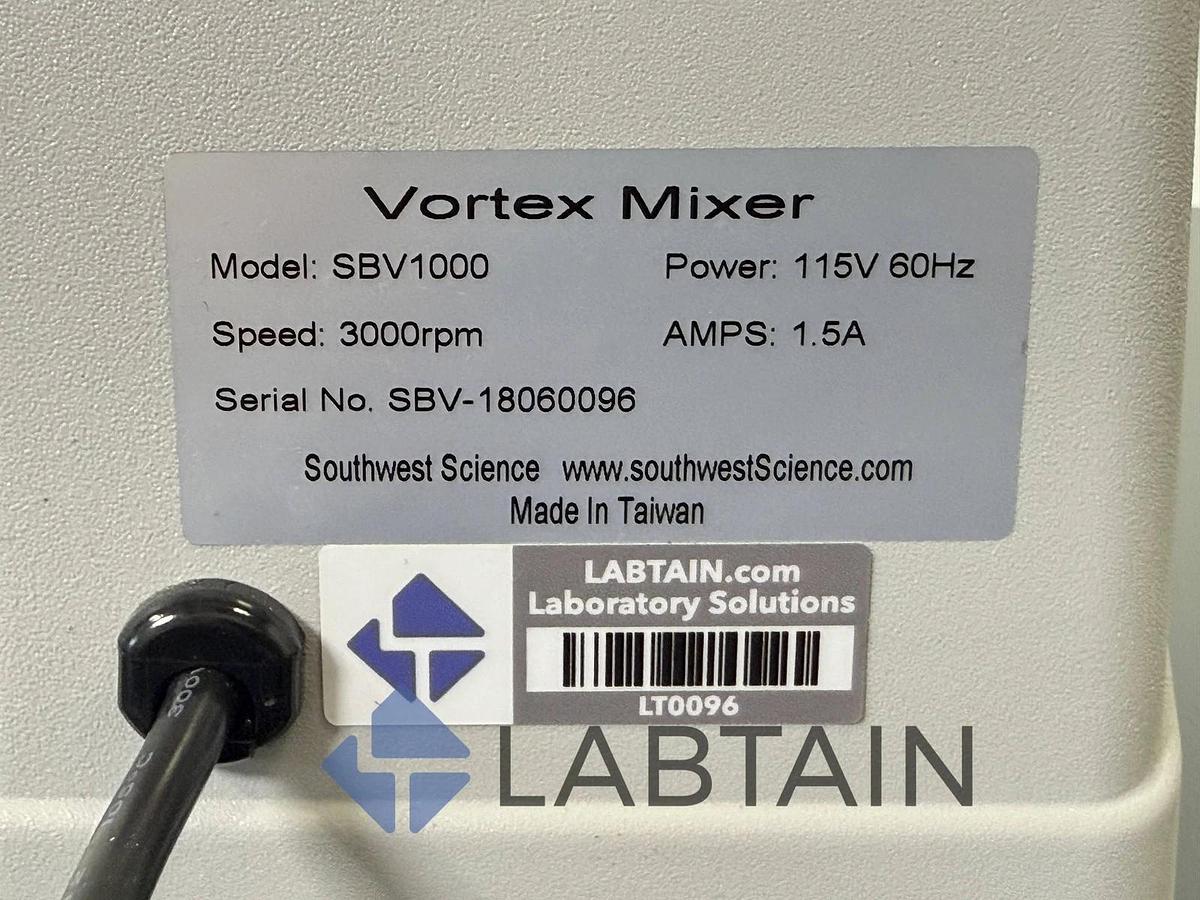 Vortex Mixer
Model: SBV1000 Power: 115V 60Hz
Speed: 3000rpm AMPS: 1.5A
Serial No. SBV-18060096
Southwest Science www.southwestScience.com
Made In Taiwan
LABTAIN.com
Laboratory Solutions
LT0096
LABTAIN